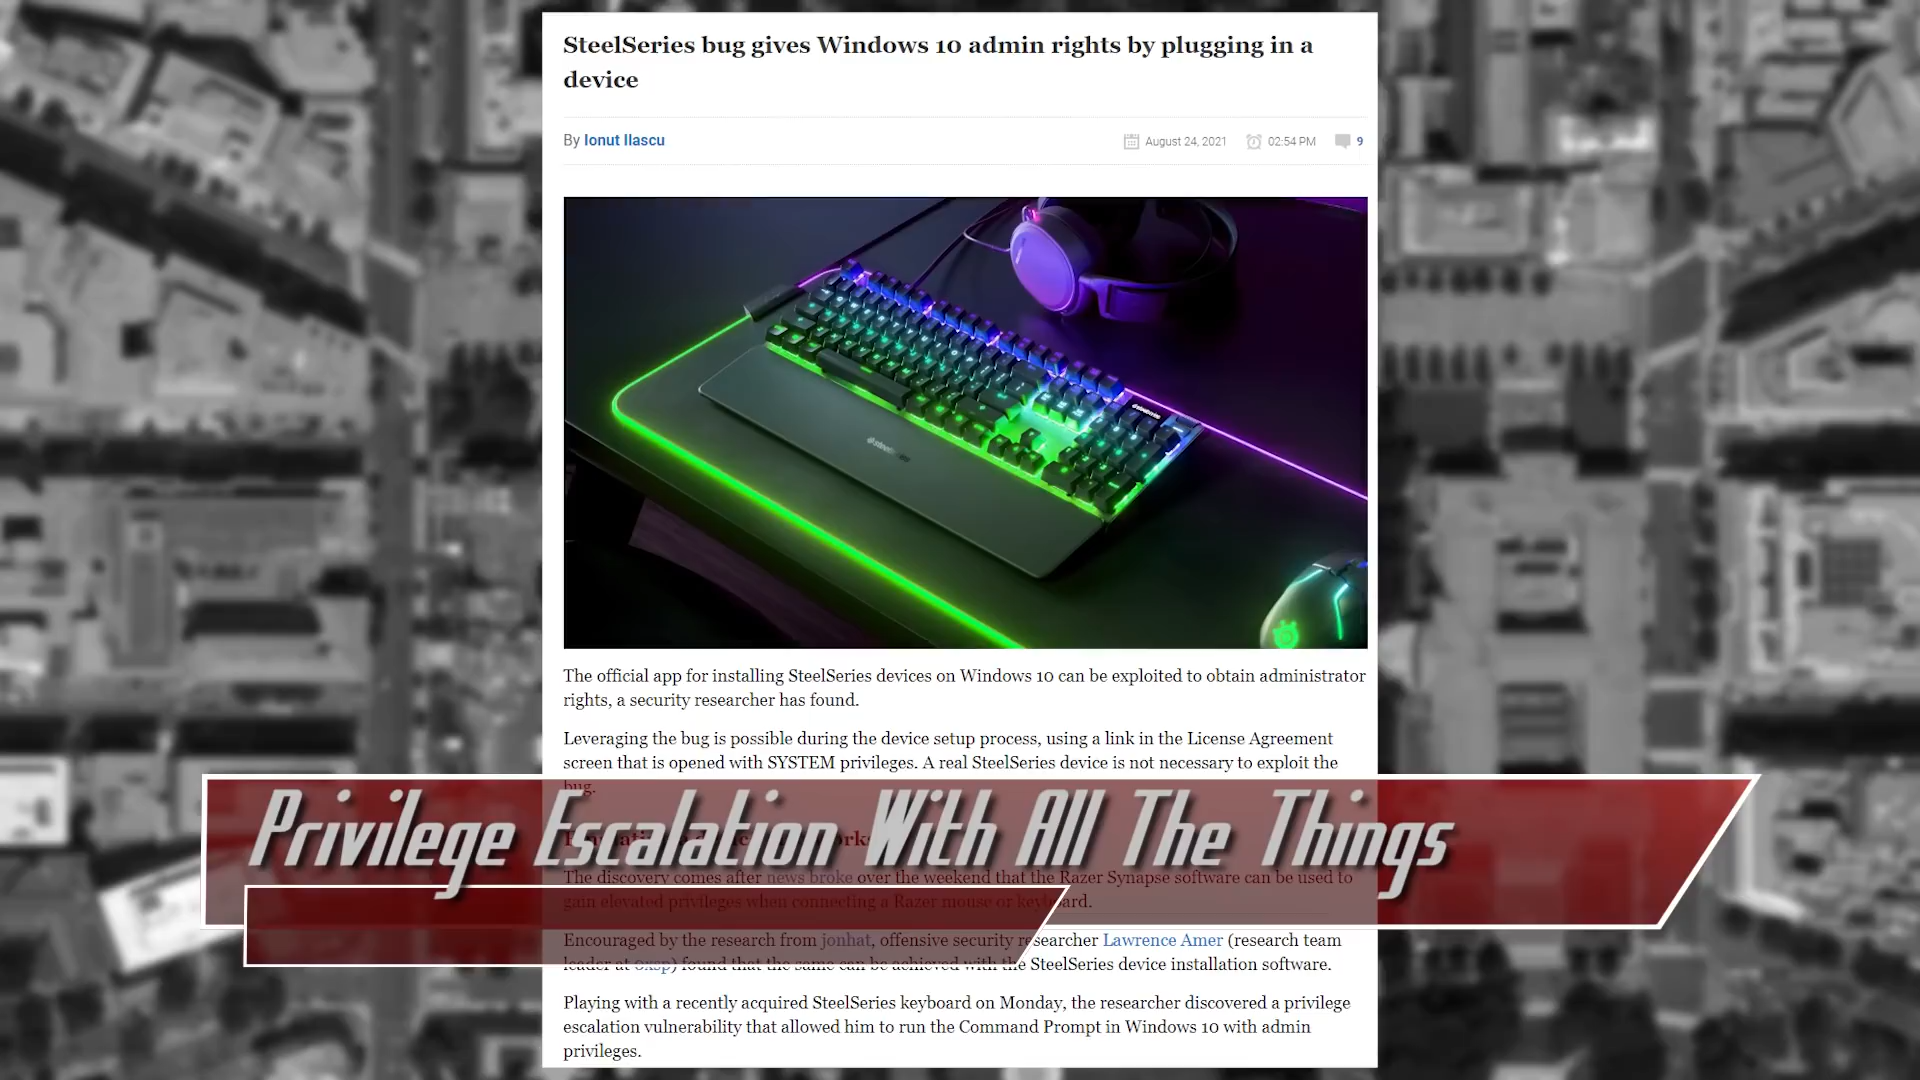 SteelSeries bug gives Windows 10 admin rights by plugging in a
device
By Ionut Ilascu
August 24, 2021 02:54 PM 9
steelseries
The official app for installing SteelSeries devices on Windows 10 can be exploited to obtain administrator
rights, a security researcher has found.
Leveraging the bug is possible during the device setup process, using a link in the License Agreement
screen that is opened with SYSTEM privileges. A real SteelSeries device is not necessary to exploit the
bug.
Privilege Escalation With All The Things
The discovery comes after news broke over the weekend that the Razer Synapse software can be used to
gain elevated privileges when connecting a Razer mouse or keyboard.
Encouraged by the research from jonhat, offensive security researcher Lawrence Amer (research team
leader at 0xsp) found that the same can be achieved with the SteelSeries device installation software.
Playing with a recently acquired SteelSeries keyboard on Monday, the researcher discovered a privilege
escalation vulnerability that allowed him to run the Command Prompt in Windows 10 with admin
privileges.